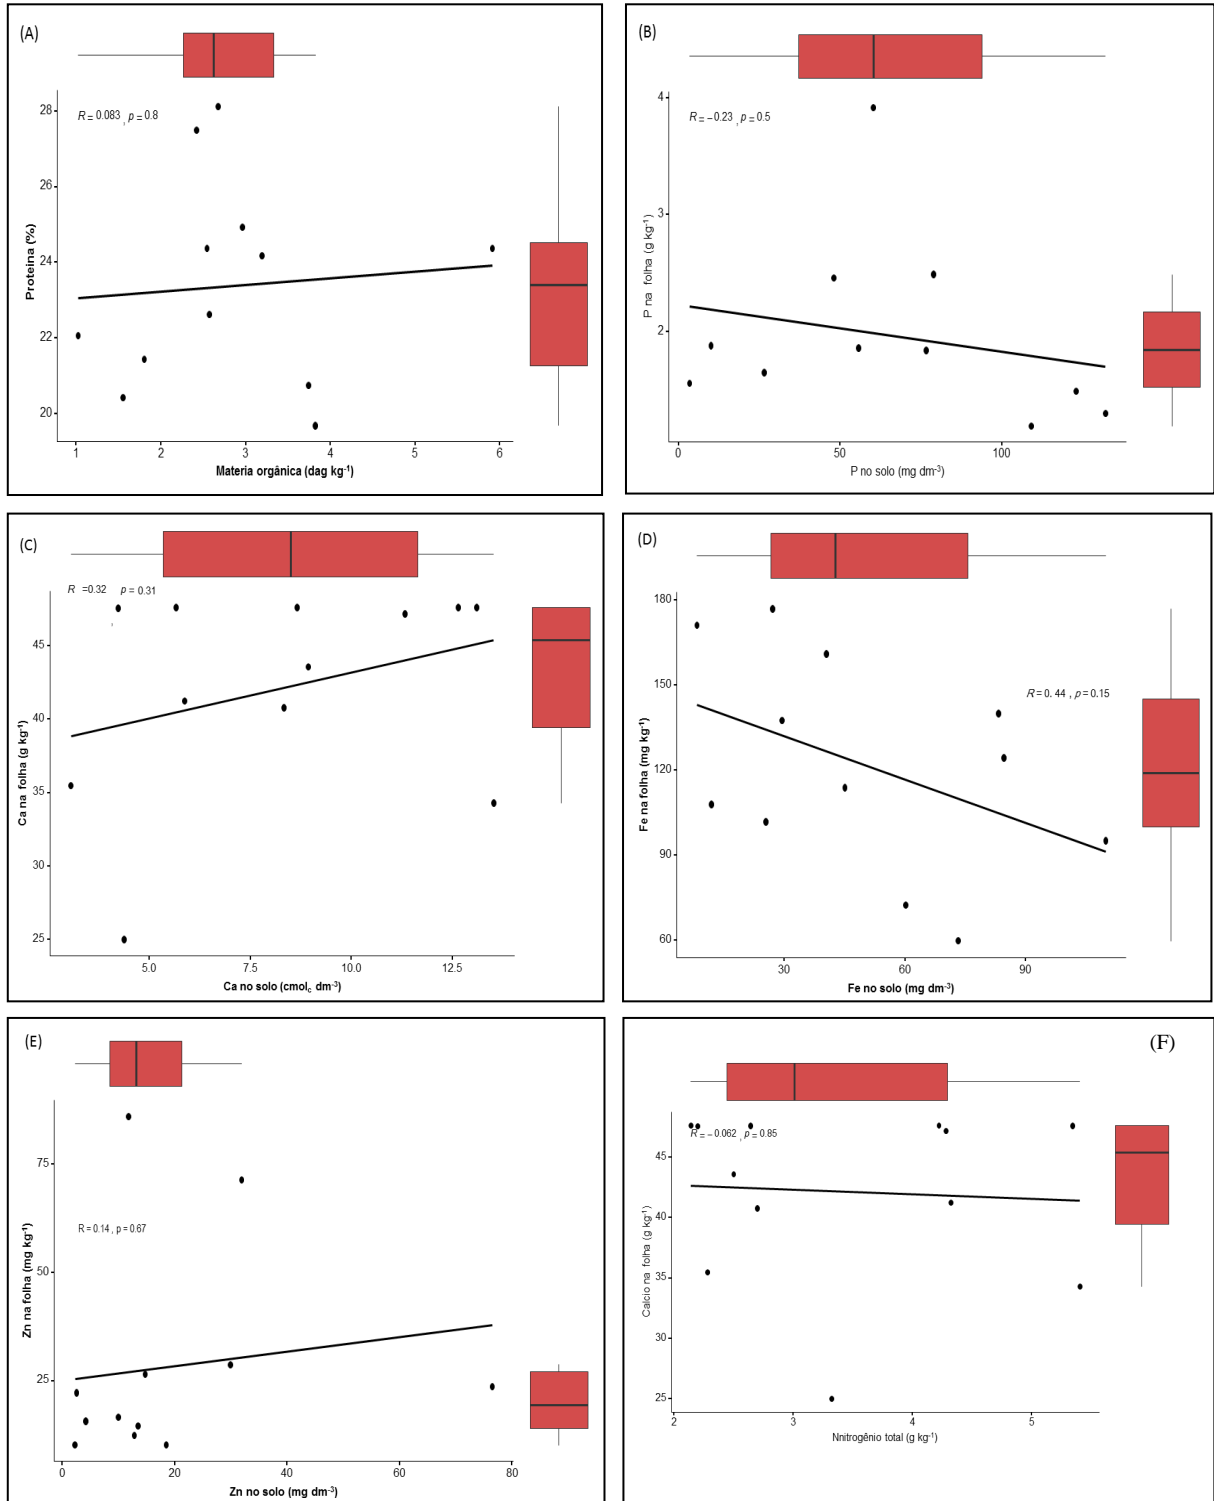 (A)
R = 0.083 , p = 0.8
28
26
24
22
20
Proteina (%)
1 2 3 4 5 6
Materia orgânica (dag kg-1)
(B)
R = −0.23 , p = 0.5
4
3
2
P na folha (g kg-1)
0 50 100
P no solo (mg dm-3)
(C)
R =0.32 p = 0.31
,
45
40
35
30
25
Ca na folha (g kg-1)
5.0 7.5 10.0 12.5
Ca no solo (cmolc dm-3)
(D)
R = 0. 44 , p = 0.15
180
150
120
90
60
Fe na folha (mg kg-1)
30 60 90
Fe no solo (mg dm-3)
(E)
R = 0.14 , p = 0.67
75
50
25
Zn na folha (mg kg-1)
0 20 40 60 80
Zn no solo (mg dm-3)
(F)
R = − 0.062 , p = 0.85
45
40
35
30
25
Calcio na folha (g kg-1)
2 3 4 5
Nnitrogênio total (g kg-1)